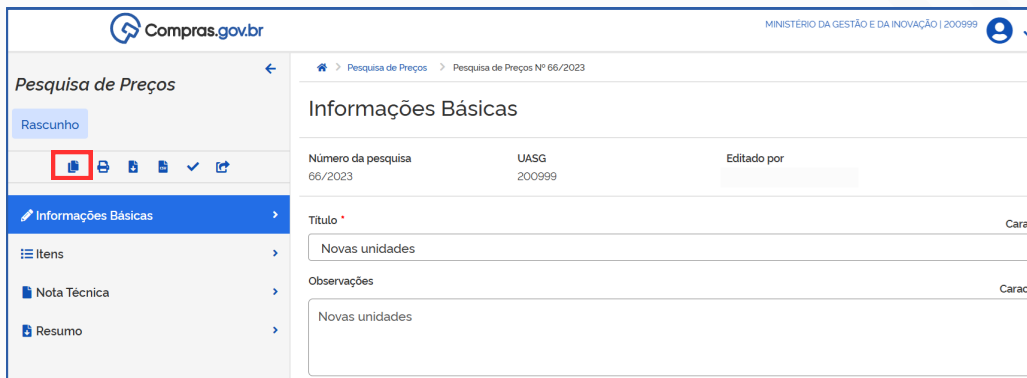 Compras.gov.br
MINISTÉRIO DA GESTÃO E DA INOVAÇÃO | 200999
Pesquisa de Preços
Rascunho
Informações Básicas
Itens
Nota Técnica
Resumo
Pesquisa de Preços
Pesquisa de Preços Nº 66/2023
Informações Básicas
Número da pesquisa
UASG
Editado por
66/2023
200999
Título *
Cara
Novas unidades
Observações
Carac
Novas unidades